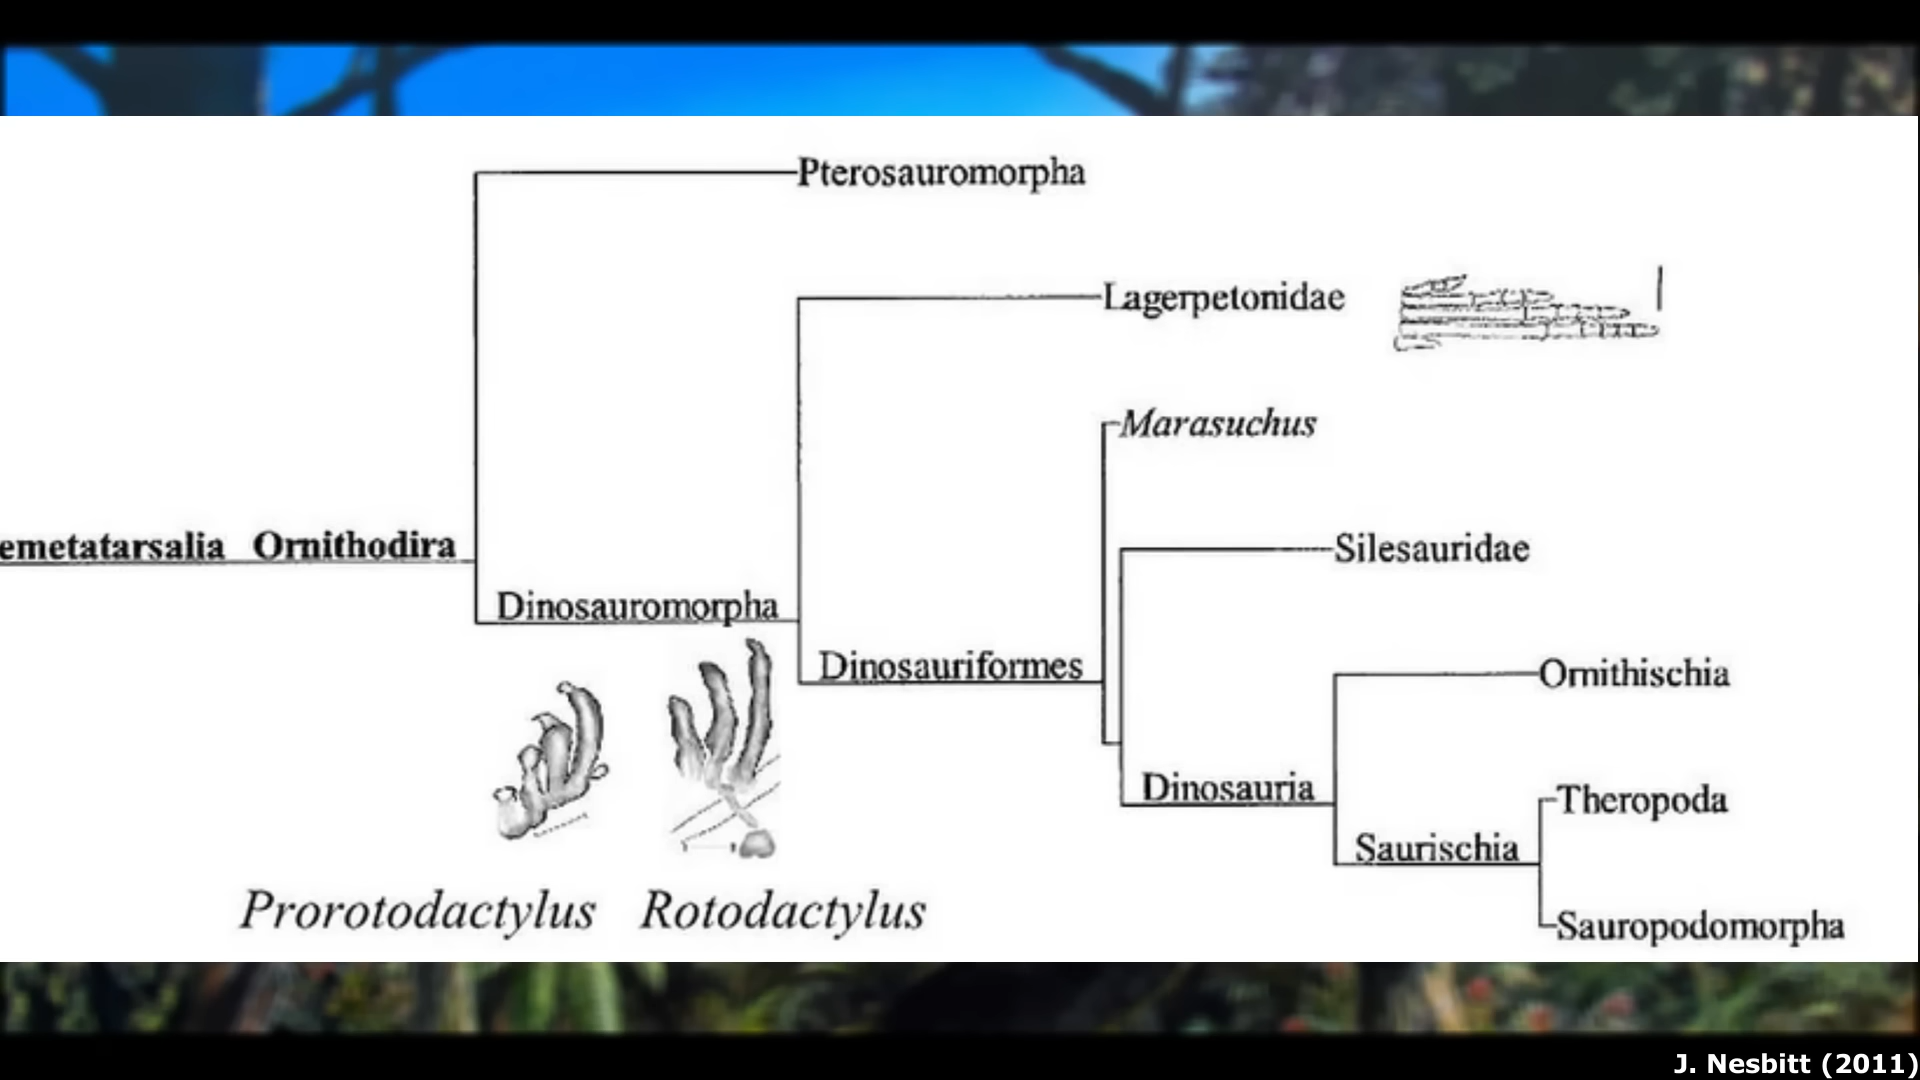 Pterosauromorpha
Lagerpetonidae
Marasuchus
emetatarsalia Ornithodira
Silesauridae
Dinosauromorpha
Dinosauriformes
Ornithischia
Dinosauria
Theropoda
Saurischia
Prorotodactylus Rotodactylus
Sauropodomorpha
J. Nesbitt (2011)